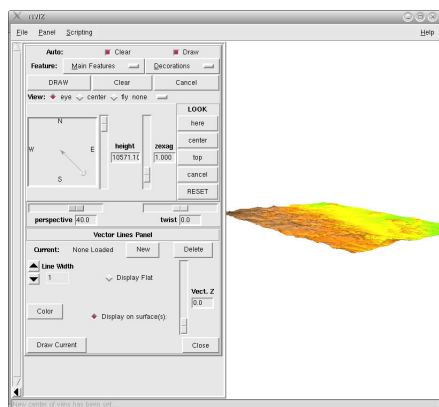 nviz
File Panel Scripting Help
Auto: Clear Draw
Feature: Main Features Decorations
DRAW Clear Cancel
View: eye center fly none
LOOK
here
center
top
cancel
RESET
N
W E
S
height
10571.10
zexag
1.000
perspective 40.0 twist 0.0
Vector Lines Panel
Current: None Loaded New Delete
Line Width
1
Display Flat
Vect. Z
0.0
Color
Display on surface(s):
Draw Current Close
New center of view has been set